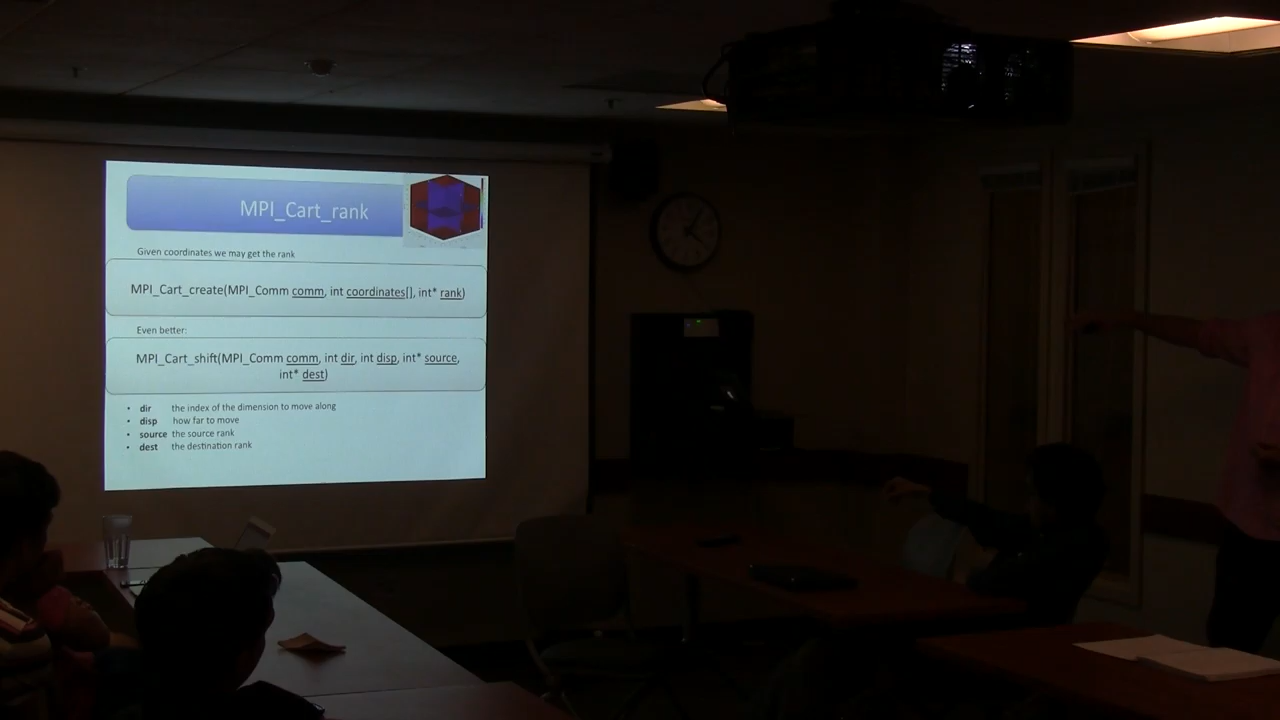 MPI_Cart_rank
Given coordinates we may get the rank
MPI_Cart_create(MPI_Comm comm, int coordinates[], int* rank)
Even better:
MPI_Cart_shift(MPI_Comm comm, int dir, int disp, int* source,
int* dest)
• dir the index of the dimension to move along
• disp how far to move
• source the source rank
• dest the destination rank